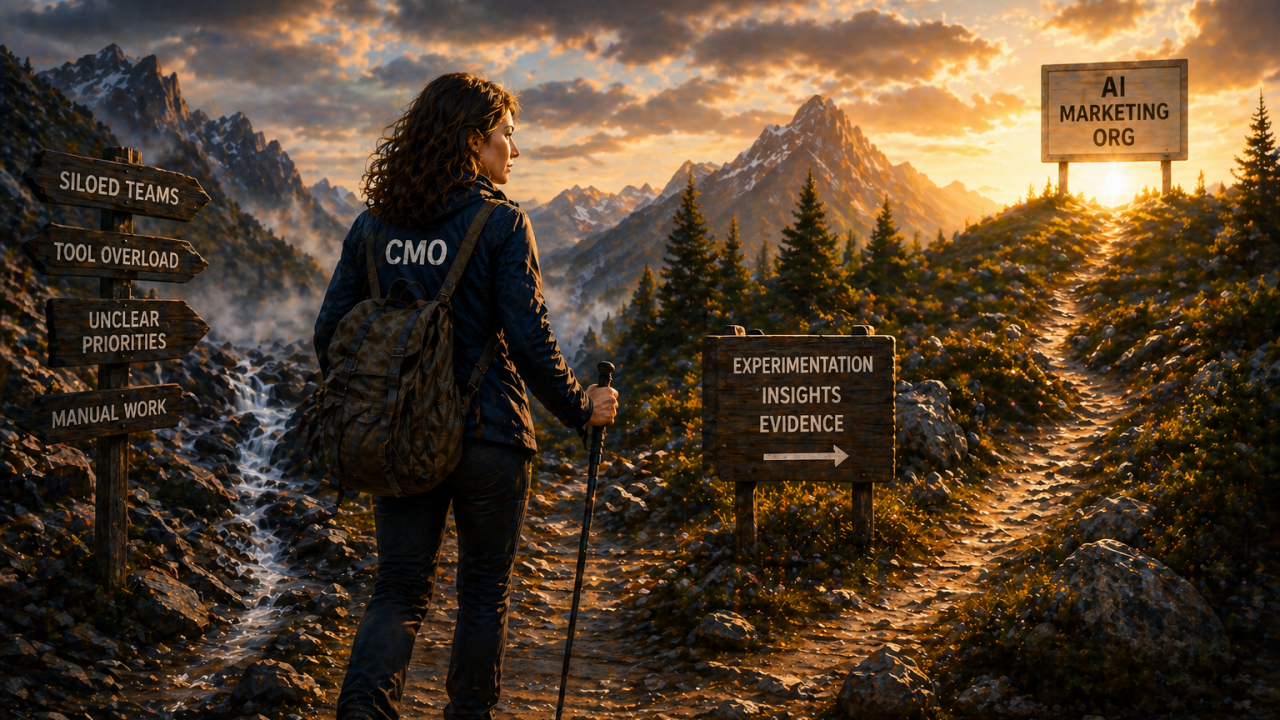 SILOED TEAMS
TOOL OVERLOAD
UNCLEAR
PRIORITIES
MANUAL WORK
CMO
EXPERIMENTATION
INSIGHTS
EVIDENCE
AI
MARKETING
ORG